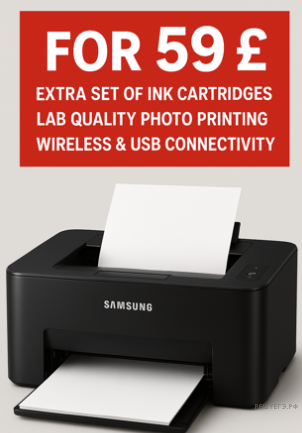 FOR 59 £
EXTRA SET OF INK CARTRIDGES
LAB QUALITY PHOTO PRINTING
WIRELESS & USB CONNECTIVITY
SAMSUNG